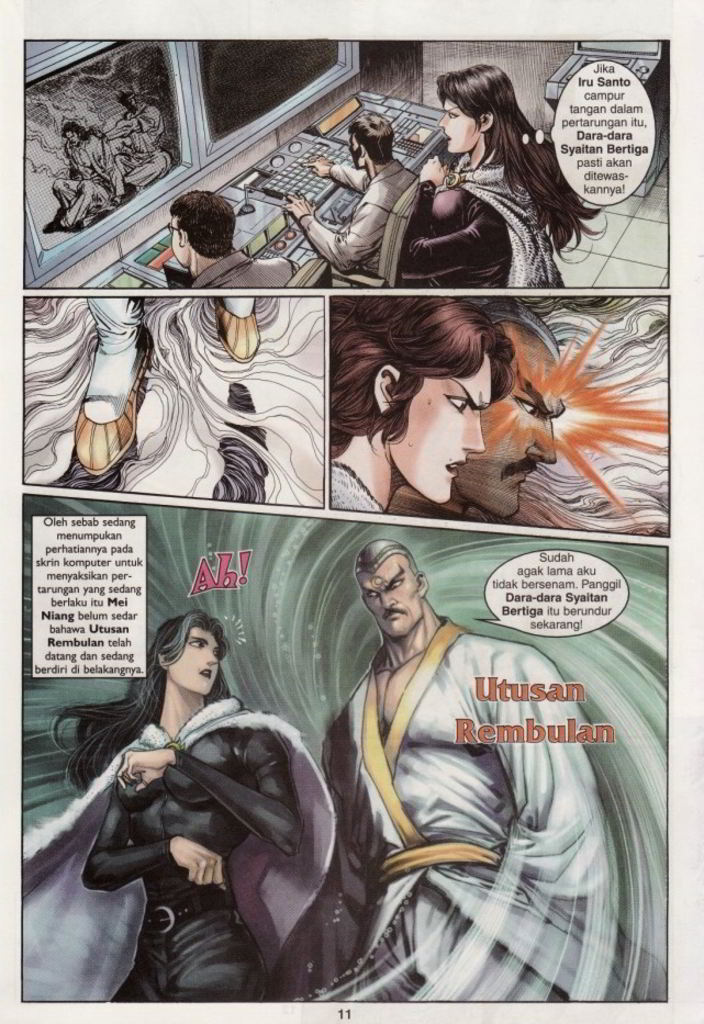 Jika
Iru Santo
campur
tangan dalam
pertarungan itu,
Dara-dara
Syaitan Bertiga
pasti akan
ditewas-
kannya!
Oleh sebab sedang
menumpukan
perhatiannya pada
skrin komputer untuk
menyaksikan per-
tarungan yang sedang
berlaku itu Mei
Niang belum sedar
bahawa Utusan
Rembulan telah
datang dan sedang
berdiri di belakangnya.
Ah!
Sudah
agak lama aku
tidak bersenam. Panggil
Dara-dara Syaitan
Bertiga itu berundur
sekarang!
Utusan
Rembulan
11